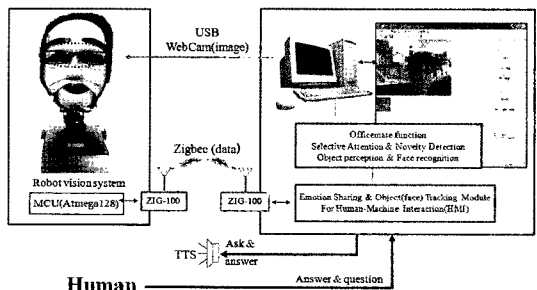 USB
WebCam(image)
Officemate function
Selective Attention & Novelty Detection
Object perception & Face recognition
Zigbee (data)
Robot vision system
MCU(Atmega128)
ZIG-100
ZIG-100
Emotion Sharing & Object(face) Tracking Module
For Human-Machine Interaction(HMI)
TTS
Ask &
answer
Human
Answer & question